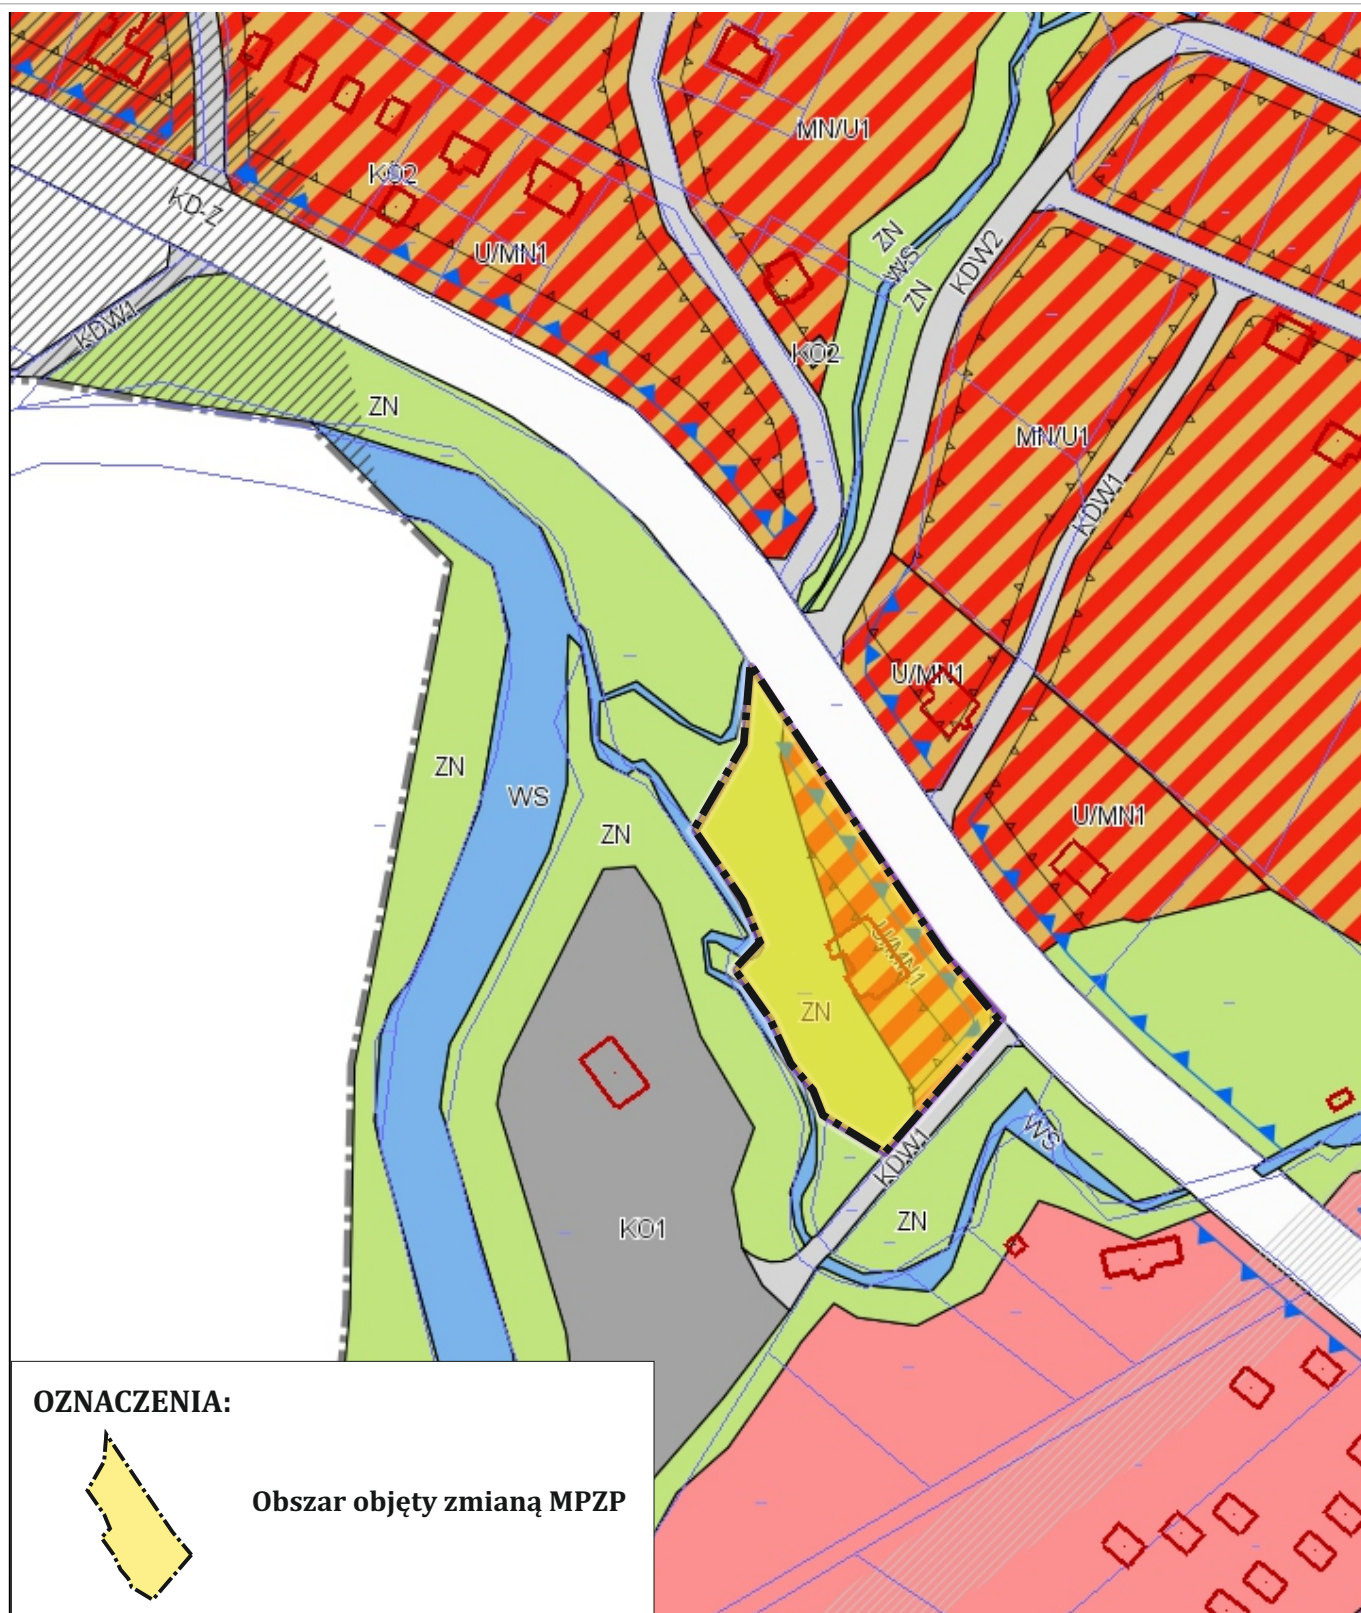 MN/U1
KO2
KD-Z
U/MN1
ZN
WS
ZN
KDW2
KDW1
KO2
ZN
MN/U1
KDW1
U/MN1
ZN
WS
U/MN1
ZN
U/MN1
ZN
WS
KDW1
ZN
KO1
OZNACZENIA:
Obszar objęty zmianą MPZP